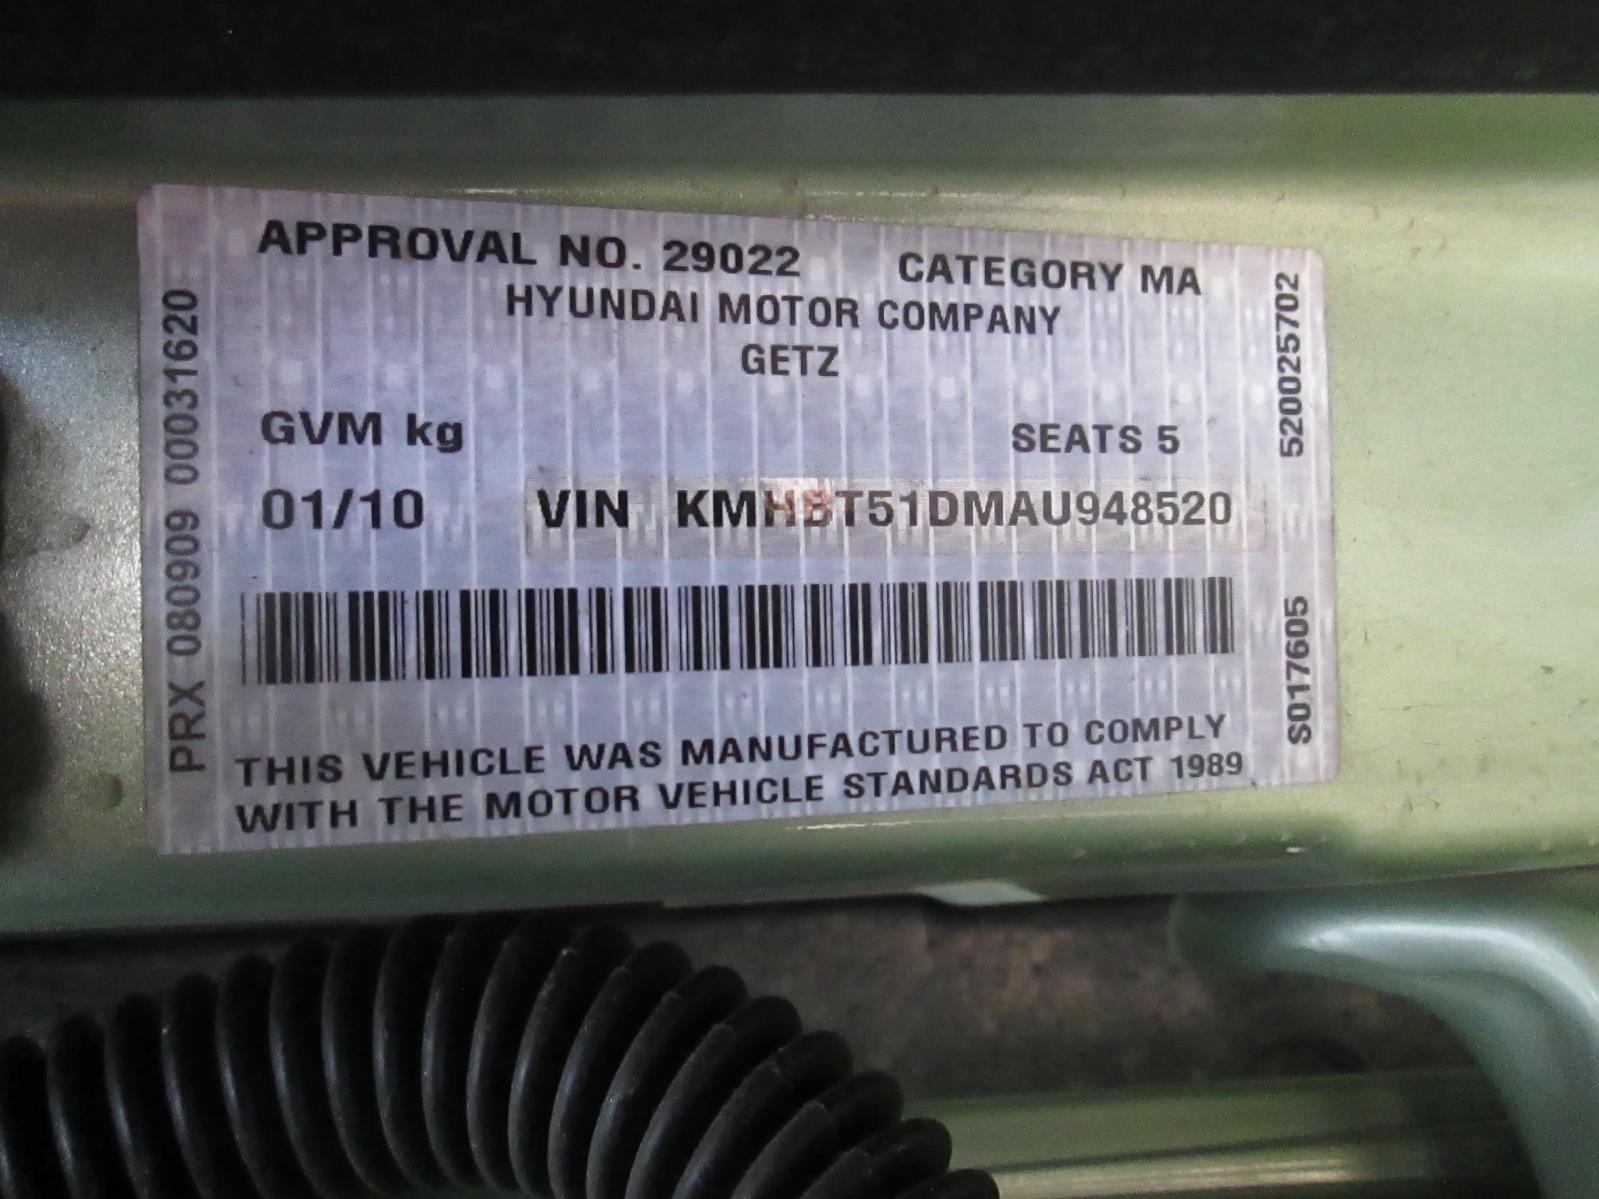 APPROVAL NO. 29022 CATEGORY MA
HYUNDAI MOTOR COMPANY
GETZ
GVM kg SEATS 5
01/10 VIN KMHBT51DMAU948520
THIS VEHICLE WAS MANUFACTURED TO COMPLY
WITH THE MOTOR VEHICLE STANDARDS ACT 1989
PRX 080909 00031620
S017605 520025702